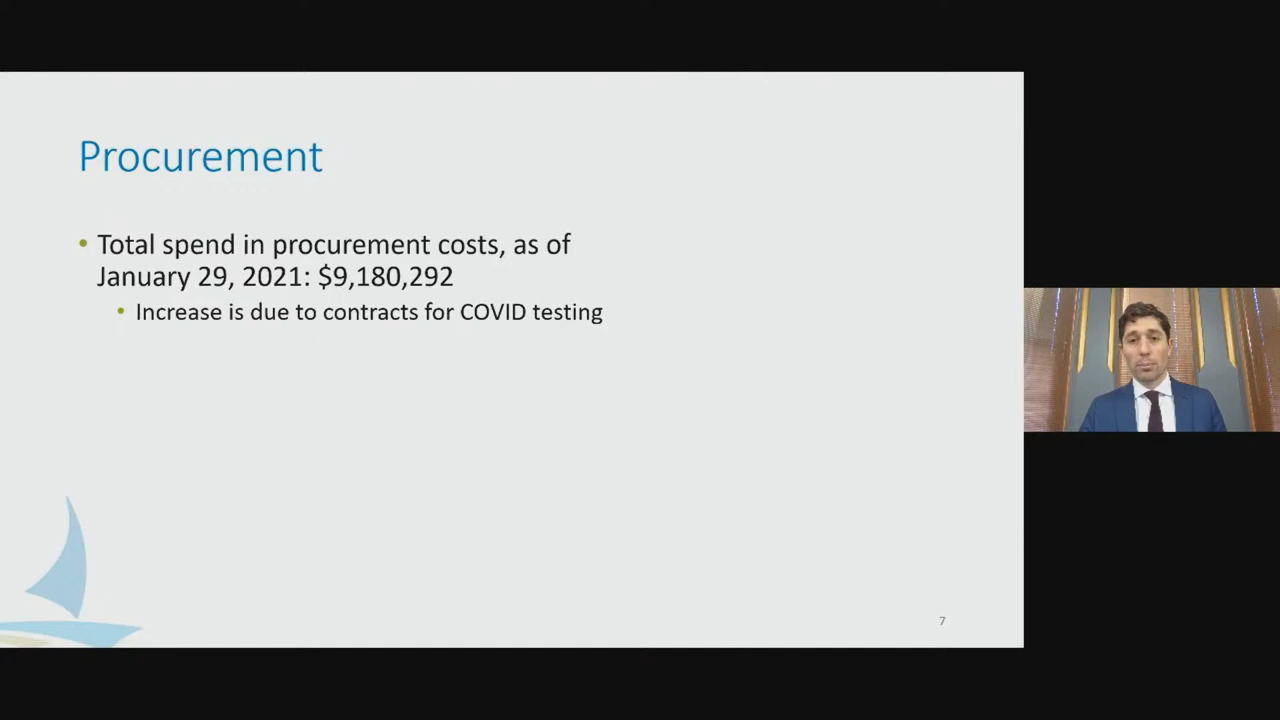 Procurement
• Total spend in procurement costs, as of
January 29, 2021: $9,180,292
• Increase is due to contracts for COVID testing
7